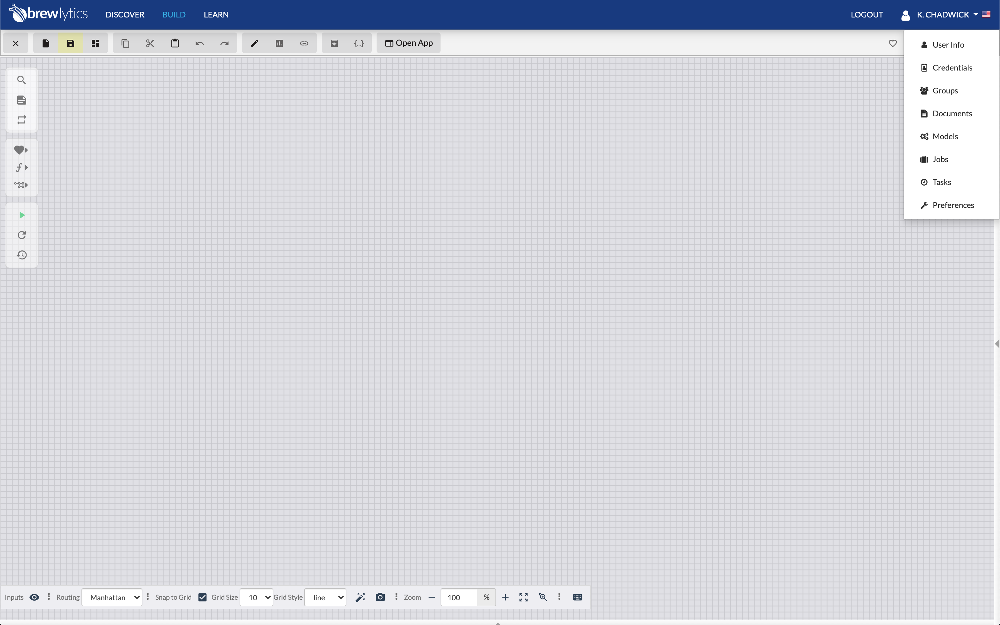 brewlytics DISCOVER BUILD LEARN LOGOUT K. CHADWICK
{...} Open App
User Info
Credentials
Groups
Documents
Models
Jobs
Tasks
Preferences
Inputs Routing Manhattan Snap to Grid Grid Size 10 Grid Style line Zoom 100 %